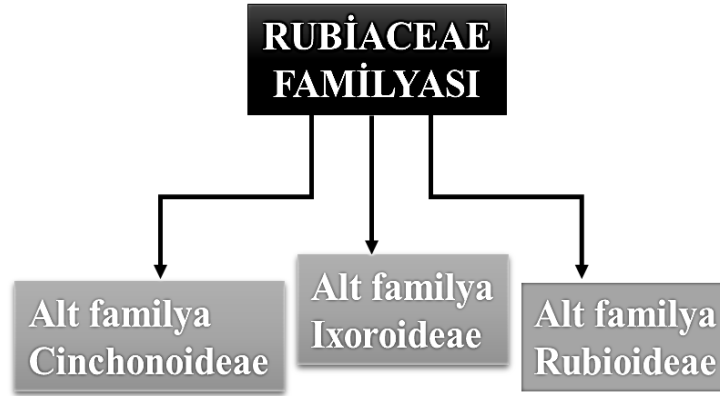 RUBİACEAE
FAMİLYASI
Alt familya
Cinchonoideae
Alt familya
Ixoroideae
Alt familya
Rubioideae